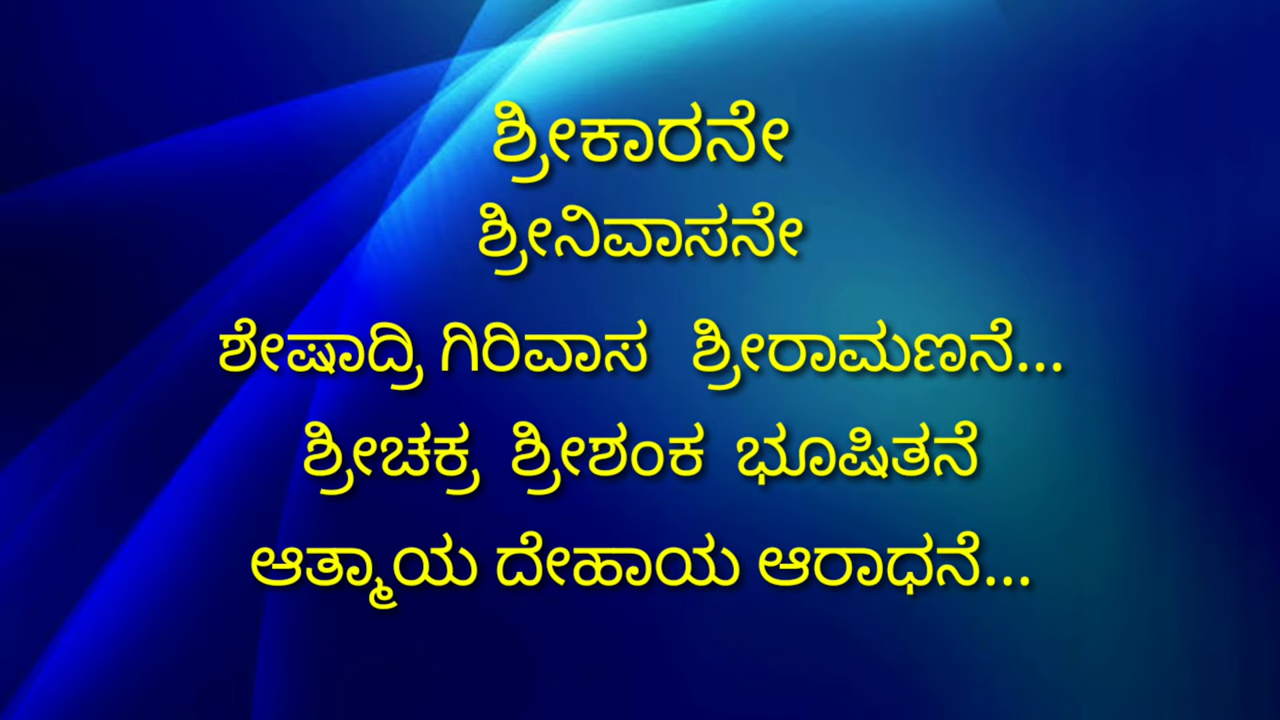 ಶ್ರೀಕಾರನೇ
ಶ್ರೀನಿವಾಸನೇ
ಶೇಷಾದ್ರಿ ಗಿರಿವಾಸ ಶ್ರೀರಾಮಣನೆ...
ಶ್ರೀಚಕ್ರ ಶ್ರೀಶಂಕ ಭೂಷಿತನೆ
ಆತ್ಮಾಯ ದೇಹಾಯ ಆರಾಧನೆ...